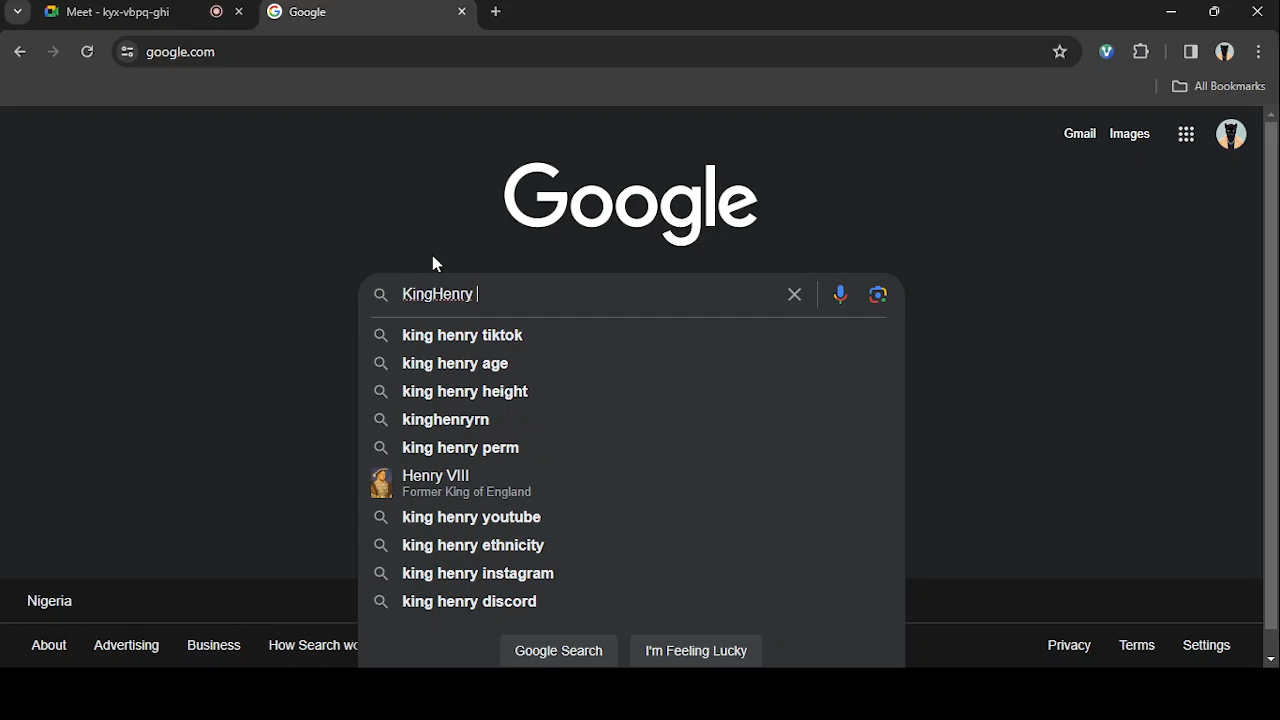 Meet - kyx-vbpq-ghi
Google
google.com
All Bookmarks
Gmail Images
Google
KingHenry
king henry tiktok
king henry age
king henry height
kinghenryrn
king henry perm
Henry VIII
Former King of England
king henry youtube
king henry ethnicity
king henry instagram
king henry discord
Nigeria
About Advertising Business How Search wo
Google Search I'm Feeling Lucky
Privacy Terms Settings